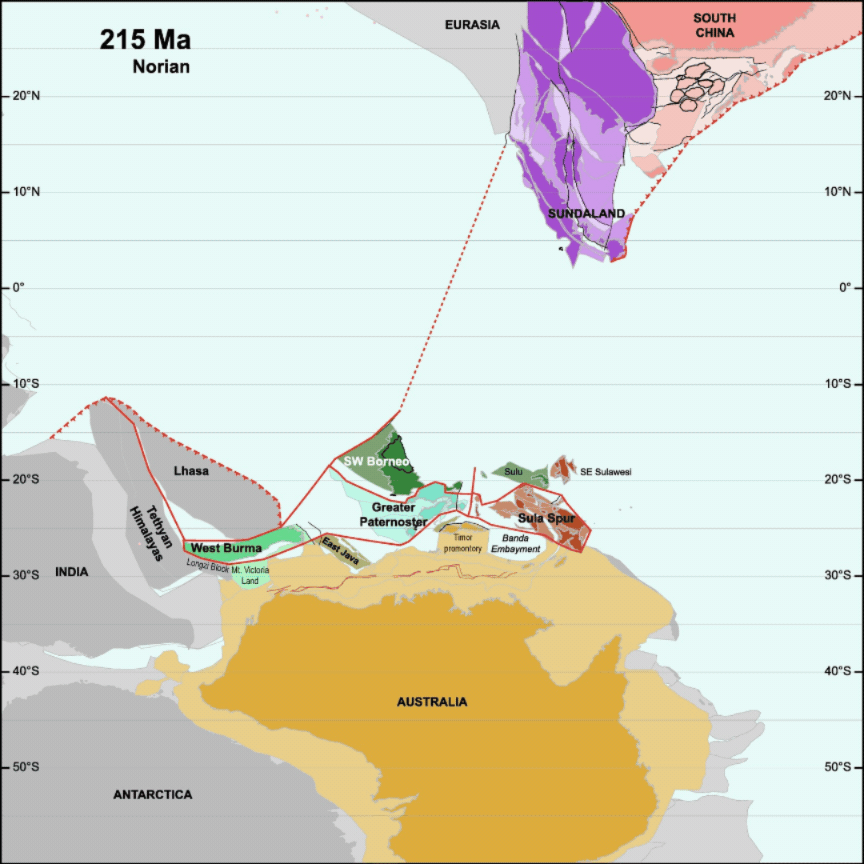 215 Ma
Norian
EURASIA
SOUTH
CHINA
20°N
20°N
10°N
10°N
SUNDALAND
0°
0°
10°S
10°S
20°S
20°S
Lhasa
SW Borneo
Sulu
SE Sulawesi
Greater
Paternoster
Sula Spur
Tethyan
Himalayas
West Burma
East Java
Timor
promontory
Banda
Embayment
Longzi Block
Mt. Victoria
Land
INDIA
30°S
30°S
40°S
40°S
AUSTRALIA
50°S
50°S
ANTARCTICA